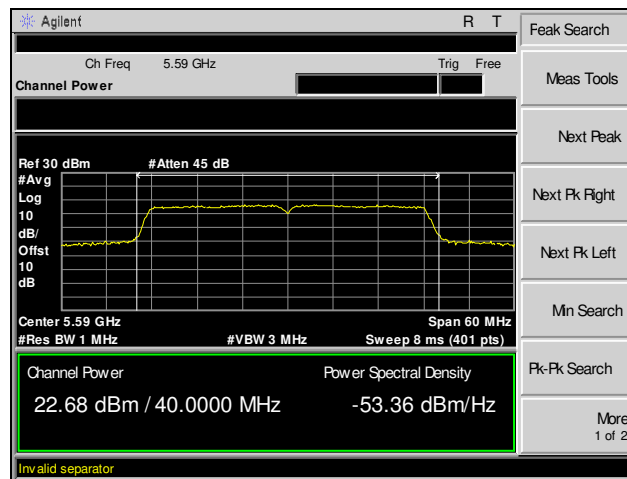 Agilent R T
Ch Freq 5.59 GHz Trig Free
Channel Power
Ref 30 dBm #Atten 45 dB
#Avg
Log
10
dB/
Offst
10
dB
Center 5.59 GHz Span 60 MHz
#Res BW 1 MHz #VBW 3 MHz Sweep 8 ms (401 pts)
Channel Power Power Spectral Density
22.68 dBm / 40.0000 MHz -53.36 dBm/Hz
Invalid separator
Peak Search
Meas Tools
Next Peak
Next Pk Right
Next Pk Left
Min Search
Pk-Pk Search
More
1 of 2